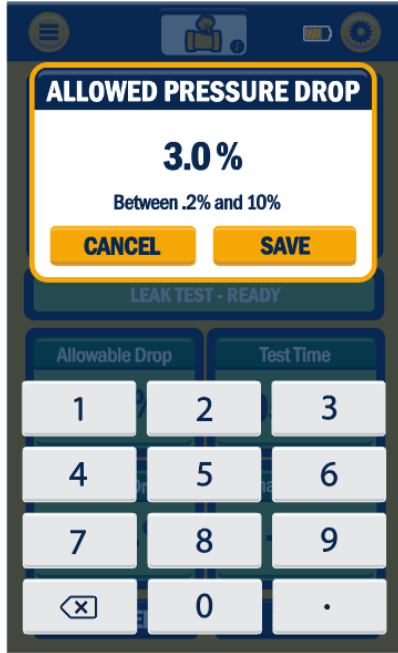 ALLOWED PRESSURE DROP
3.0 %
Between .2% and 10%
CANCEL SAVE
LEAK TEST - READY
Allowable Drop Test Time
1 2 3
4 5 6
7 8 9
0 .